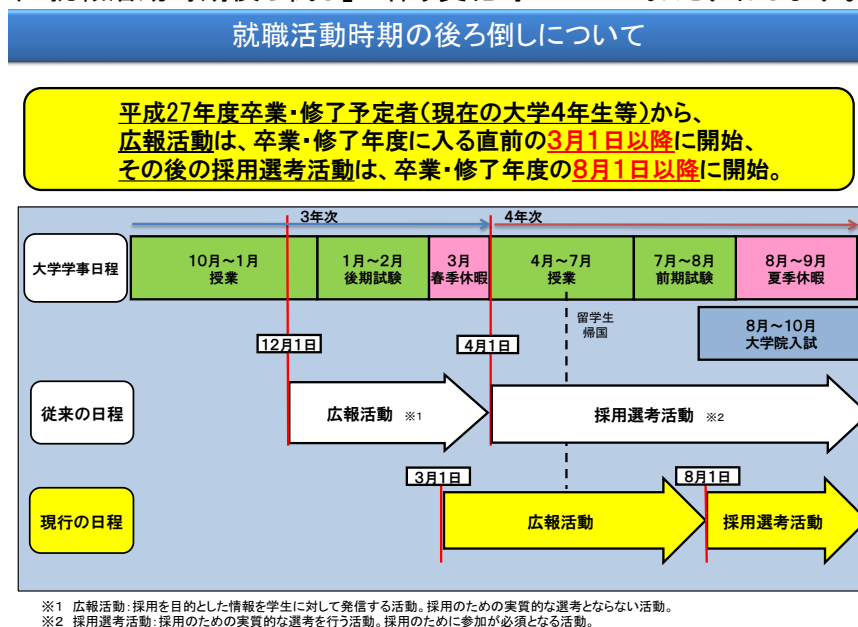 就職活動時期の後ろ倒しについて
平成27年度卒業・修了予定者(現在の大学4年生等)から、
広報活動は、卒業・修了年度に入る直前の3月1日以降に開始、
その後の採用選考活動は、卒業・修了年度の8月1日以降に開始。
3年次
4年次
大学学事日程
10月~1月
授業
1月~2月
後期試験
3月
春季休暇
4月~7月
授業
7月~8月
前期試験
8月~9月
夏季休暇
留学生
帰国
8月~10月
大学院入試
12月1日
4月1日
従来の日程
広報活動 ※1
採用選考活動 ※2
3月1日
8月1日
現行の日程
広報活動
採用選考活動
※1 広報活動:採用を目的とした情報を学生に対して発信する活動。採用のための実質的な選考とならない活動。
※2 採用選考活動:採用のための実質的な選考を行う活動。採用のために参加が必須となる活動。